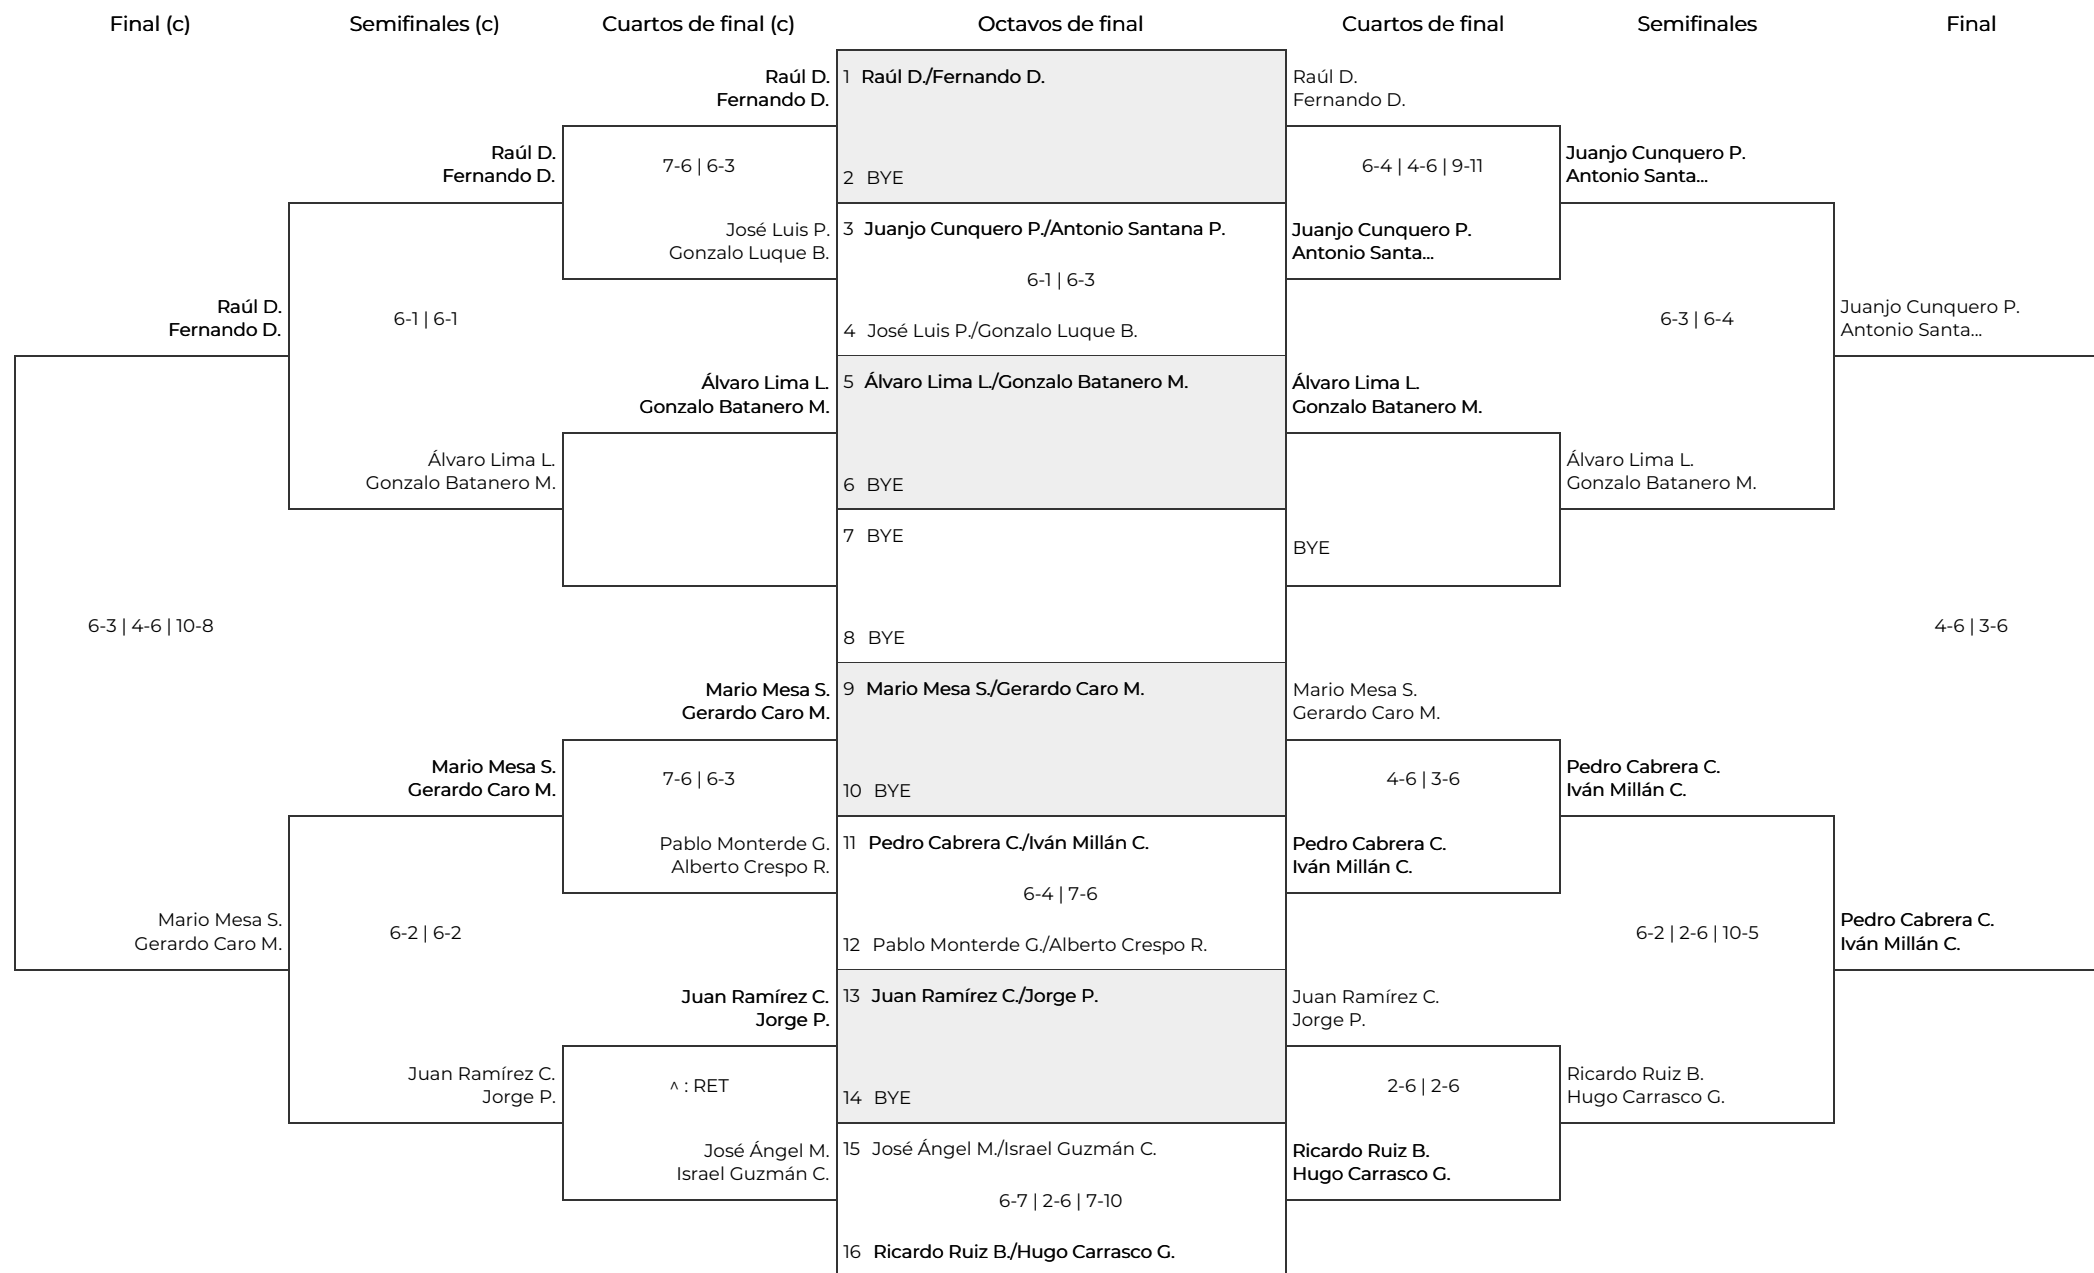 Final (c) Semifinales (c) Cuartos de final (c) Octavos de final Cuartos de final Semifinales Final
Raúl D.
Fernando D.
Raúl D.
Fernando D.
7-6 | 6-3
José Luis P.
Gonzalo Luque B.
Raúl D.
Fernando D.
6-1 | 6-1
Álvaro Lima L.
Gonzalo Batanero M.
Álvaro Lima L.
Gonzalo Batanero M.
6-3 | 4-6 | 10-8
Mario Mesa S.
Gerardo Caro M.
Mario Mesa S.
Gerardo Caro M.
7-6 | 6-3
Pablo Monterde G.
Alberto Crespo R.
Mario Mesa S.
Gerardo Caro M.
6-2 | 6-2
Juan Ramírez C.
Jorge P.
Juan Ramírez C.
Jorge P.
^ : RET
José Ángel M.
Israel Guzmán C.
1 Raúl D./Fernando D.
2 BYE
3 Juanjo Cunquero P./Antonio Santana P.
6-1 | 6-3
4 José Luis P./Gonzalo Luque B.
5 Álvaro Lima L./Gonzalo Batanero M.
6 BYE
7 BYE
8 BYE
9 Mario Mesa S./Gerardo Caro M.
10 BYE
11 Pedro Cabrera C./Iván Millán C.
6-4 | 7-6
12 Pablo Monterde G./Alberto Crespo R.
13 Juan Ramírez C./Jorge P.
14 BYE
15 José Ángel M./Israel Guzmán C.
6-7 | 2-6 | 7-10
16 Ricardo Ruiz B./Hugo Carrasco G.
Raúl D.
Fernando D.
6-4 | 4-6 | 9-11
Juanjo Cunquero P.
Antonio Santa...
Juanjo Cunquero P.
Antonio Santa...
6-3 | 6-4
Juanjo Cunquero P.
Antonio Santa...
Álvaro Lima L.
Gonzalo Batanero M.
Álvaro Lima L.
Gonzalo Batanero M.
BYE
4-6 | 3-6
Mario Mesa S.
Gerardo Caro M.
4-6 | 3-6
Pedro Cabrera C.
Iván Millán C.
Pedro Cabrera C.
Iván Millán C.
6-2 | 2-6 | 10-5
Pedro Cabrera C.
Iván Millán C.
Juan Ramírez C.
Jorge P.
2-6 | 2-6
Ricardo Ruiz B.
Hugo Carrasco G.
Ricardo Ruiz B.
Hugo Carrasco G.